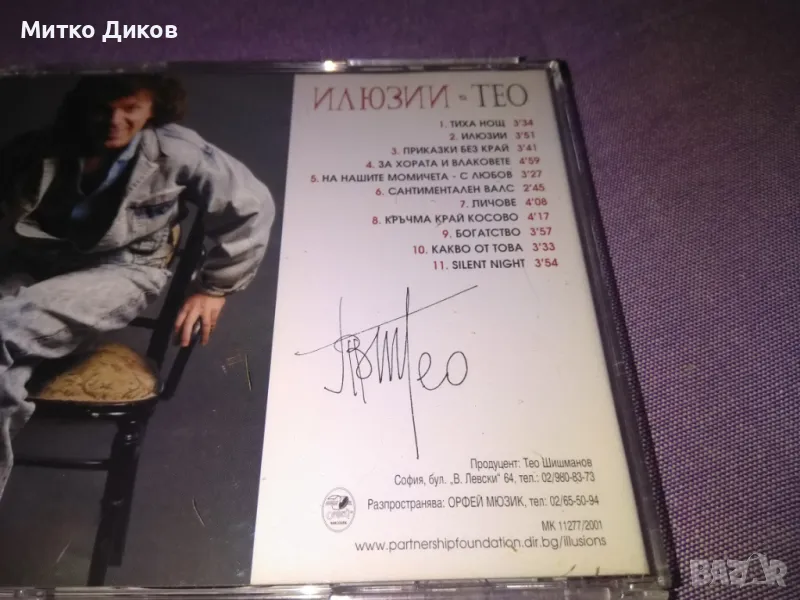 Митко Диков
ИЛЮЗИИ - ТЕО
1. ТИХА НОЩ 3'34
2. ИЛЮЗИИ 3'51
3. ПРИКАЗКИ БЕЗ КРАЙ 3'41
4. ЗА ХОРАТА И ВЛАКОВЕТЕ 4'59
5. НА НАШИТЕ МОМИЧЕТА - С ЛЮБОВ 3'27
6. САНТИМЕНТАЛЕН ВАЛС 2'45
7. ЛИЧОВЕ 4'08
8. КРЪЧМА КРАЙ КОСОВО 4'17
9. БОГАТСТВО 3'57
10. КАКВО ОТ ТОВА 3'33
11. SILENT NIGHT 3'54
Тео
Продуцент: Тео Шишманов
София, бул. „В. Левски" 64, тел.: 02/980-83-73
Разпространява: ОРФЕЙ МЮЗИК, тел: 02/65-50-94
МК 11277/2001
www.partnershipfoundation.dir.bg/illusions
BAZAR